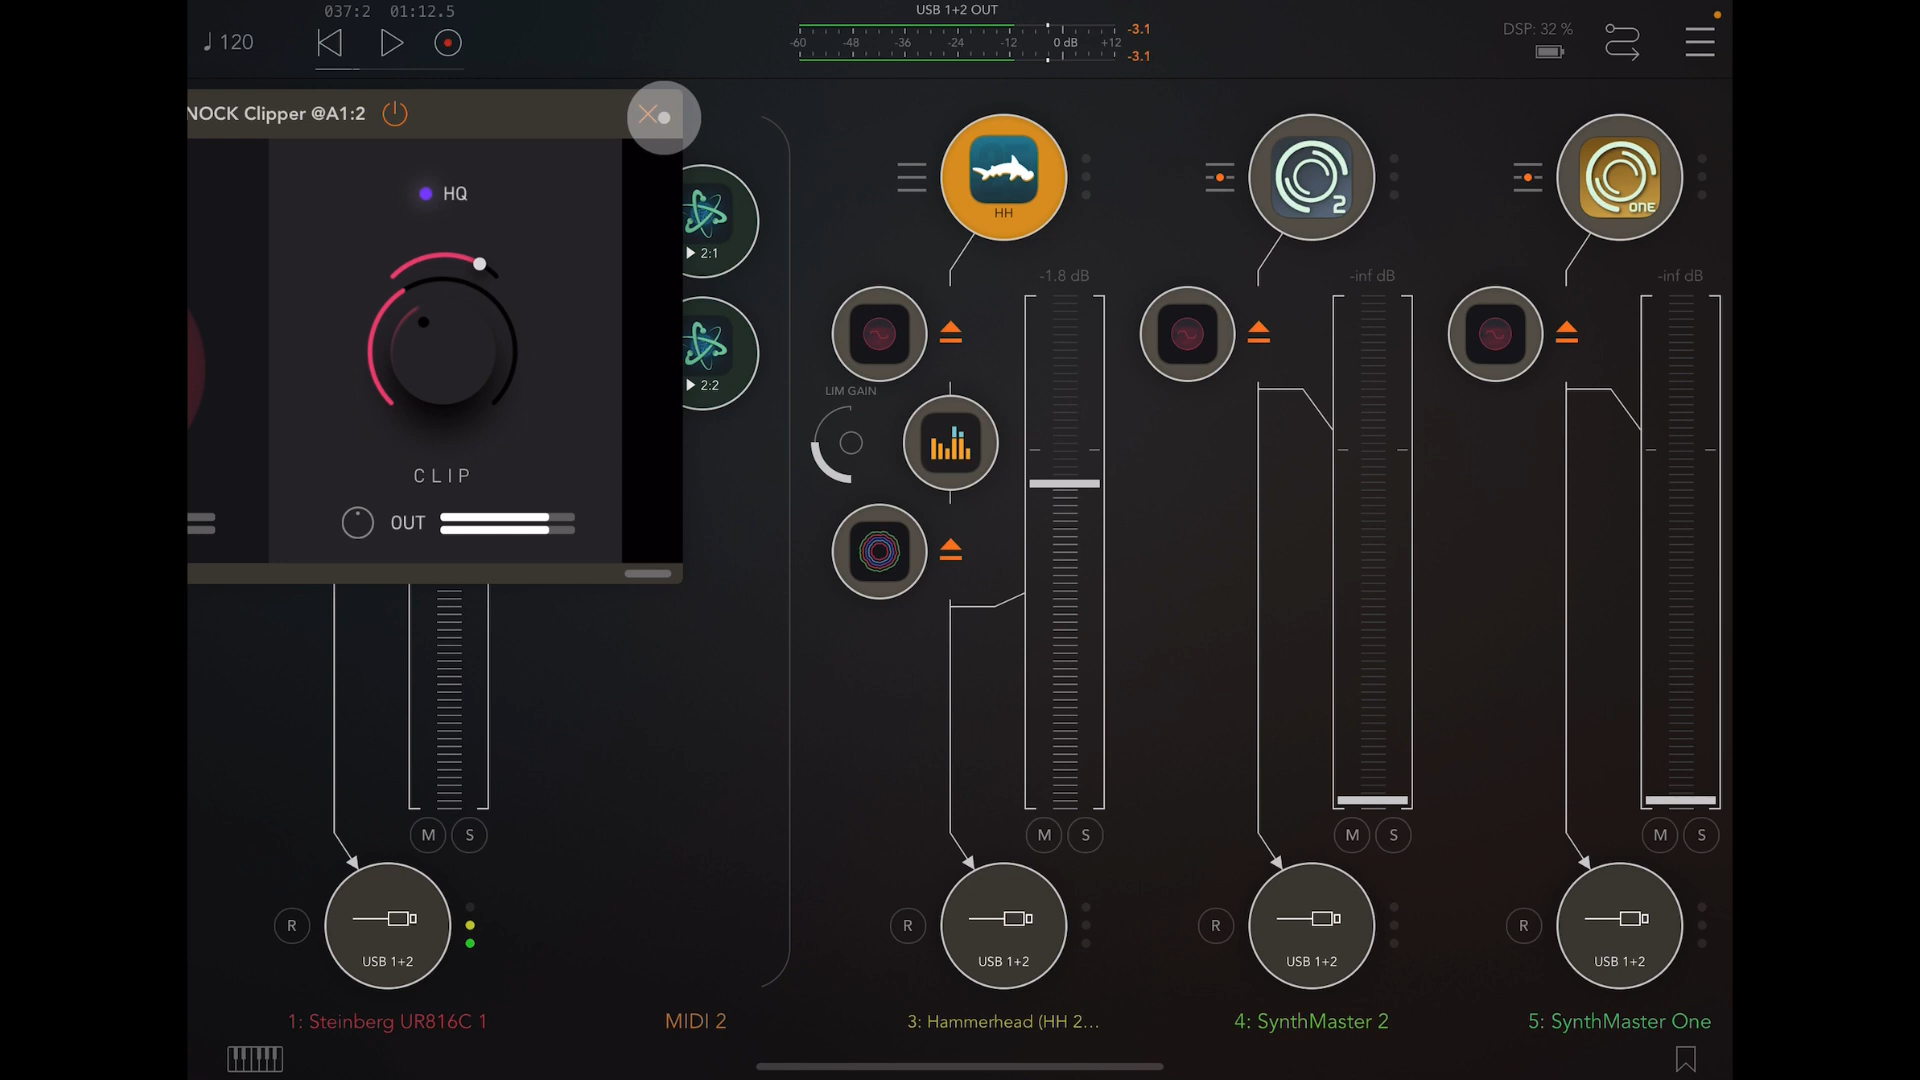 037:2 01:12.5
♩ 120
USB 1+2 OUT
-60 -48 -36 -24 -12 0 dB +12
-3.1
-3.1
DSP: 32 %
NOCK Clipper @A1:2
HQ
CLIP
OUT
2:1
2:2
HH
-1.8 dB
LIM GAIN
2
-inf dB
ONE
-inf dB
M S
M S
M S
M S
R
USB 1+2
R
USB 1+2
R
USB 1+2
R
USB 1+2
1: Steinberg UR816C 1
MIDI 2
3: Hammerhead (HH 2...
4: SynthMaster 2
5: SynthMaster One